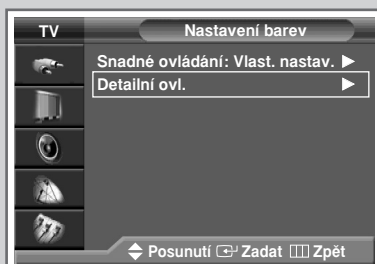 TV
Nastavení barev
Snadné ovládání: Vlast. nastav.
Detailní ovl.
Posunutí Zadat Zpět